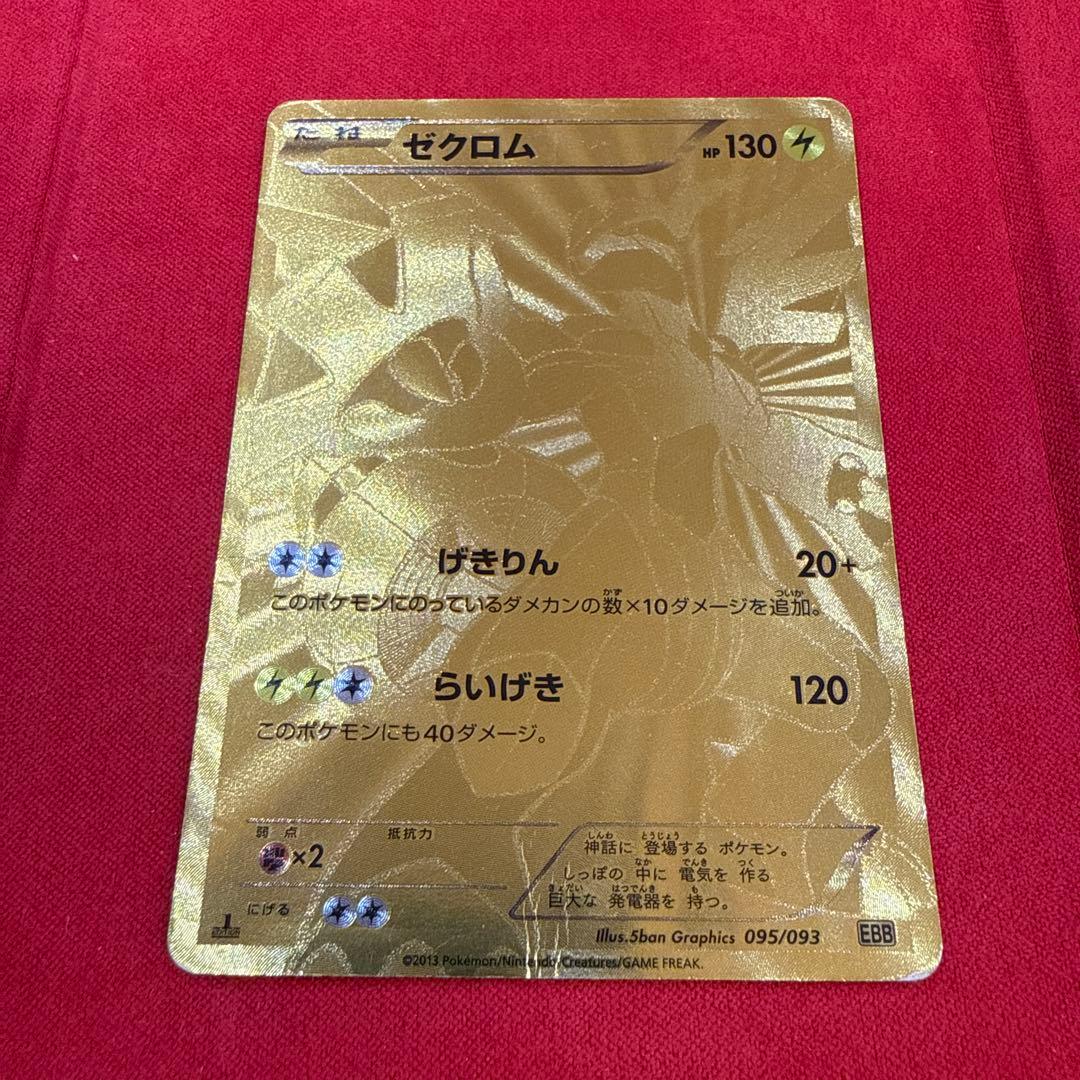 たね ゼクロム HP 130
げきりん 20+
このポケモンにのっているダメカンの数×10ダメージを追加。
らいげき 120
このポケモンにも40ダメージ。
弱点 抵抗力
×2
にげる
神話に 登場する ポケモン。
しっぽの 中に 電気を 作る
巨大な 発電器を 持つ。
Illus.5ban Graphics 095/093 EBB
©2013 Pokémon/Nintendo/Creatures/GAME FREAK.